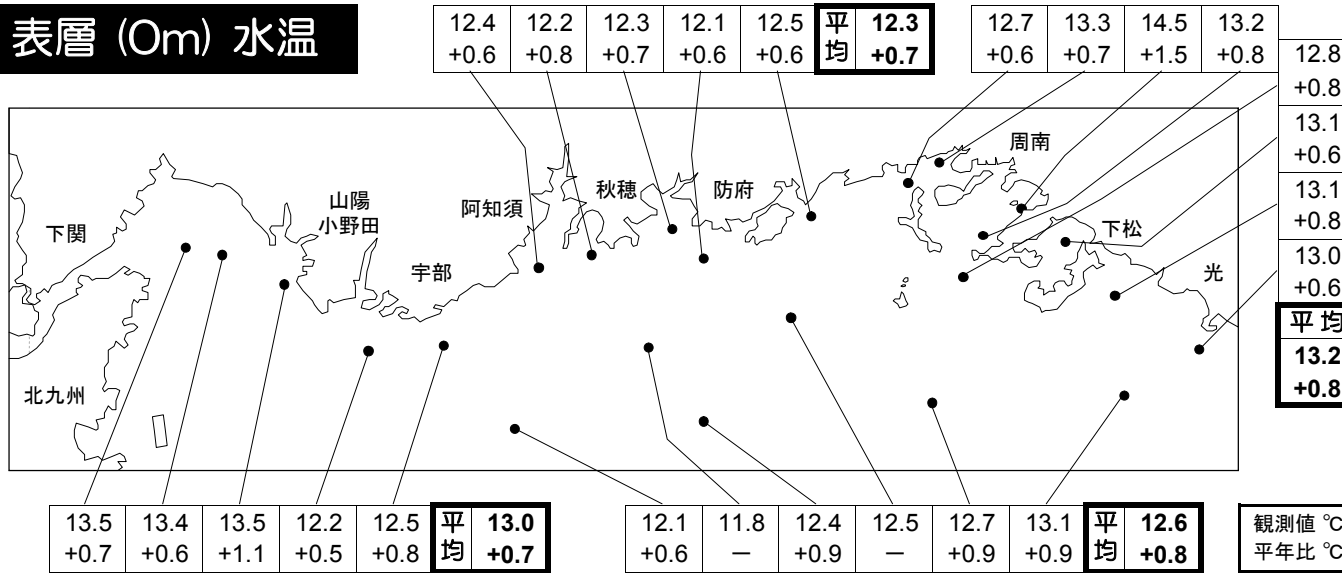 表層 (0m) 水温
12.4 12.2 12.3 12.1 12.5 平均 12.3
+0.6 +0.8 +0.7 +0.6 +0.6 +0.7
12.7 13.3 14.5 13.2
+0.6 +0.7 +1.5 +0.8
12.8
+0.8
13.1
+0.6
13.1
+0.8
13.0
+0.6
平均
13.2
+0.8
下関
山陽
小野田
宇部
阿知須
秋穂
防府
周南
下松
光
北九州
13.5 13.4 13.5 12.2 12.5 平均 13.0
+0.7 +0.6 +1.1 +0.5 +0.8 +0.7
12.1 11.8 12.4 12.5 12.7 13.1 平均 12.6
+0.6 － +0.9 － +0.9 +0.9 +0.8
観測値 ℃
平年比 ℃